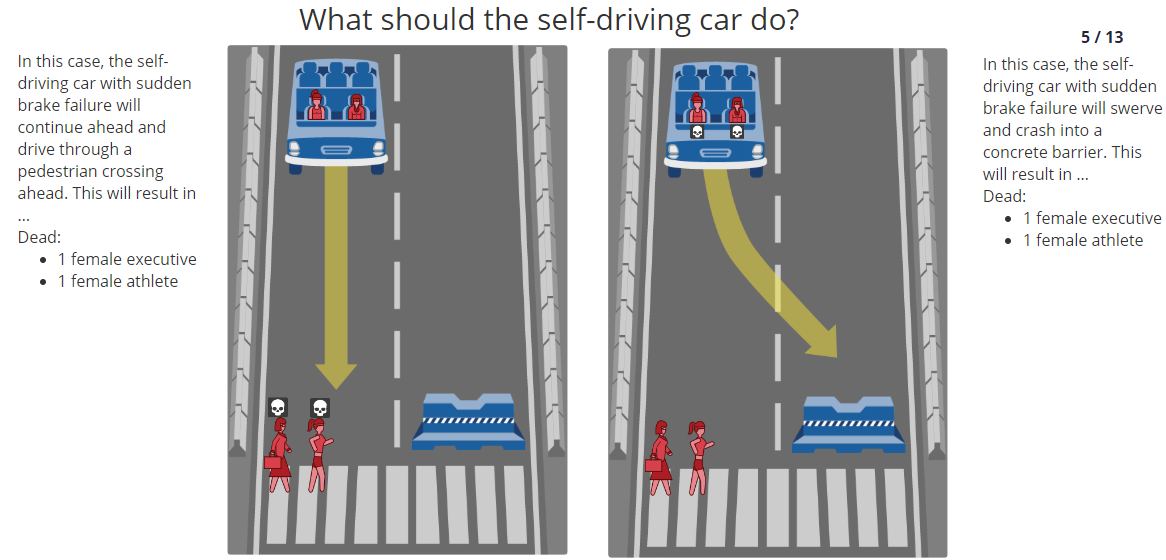 What should the self-driving car do?
5 / 13
In this case, the self-
driving car with sudden
brake failure will
continue ahead and
drive through a
pedestrian crossing
ahead. This will result in
...
Dead:
• 1 female executive
• 1 female athlete
In this case, the self-
driving car with sudden
brake failure will swerve
and crash into a
concrete barrier. This
will result in ...
Dead:
• 1 female executive
• 1 female athlete